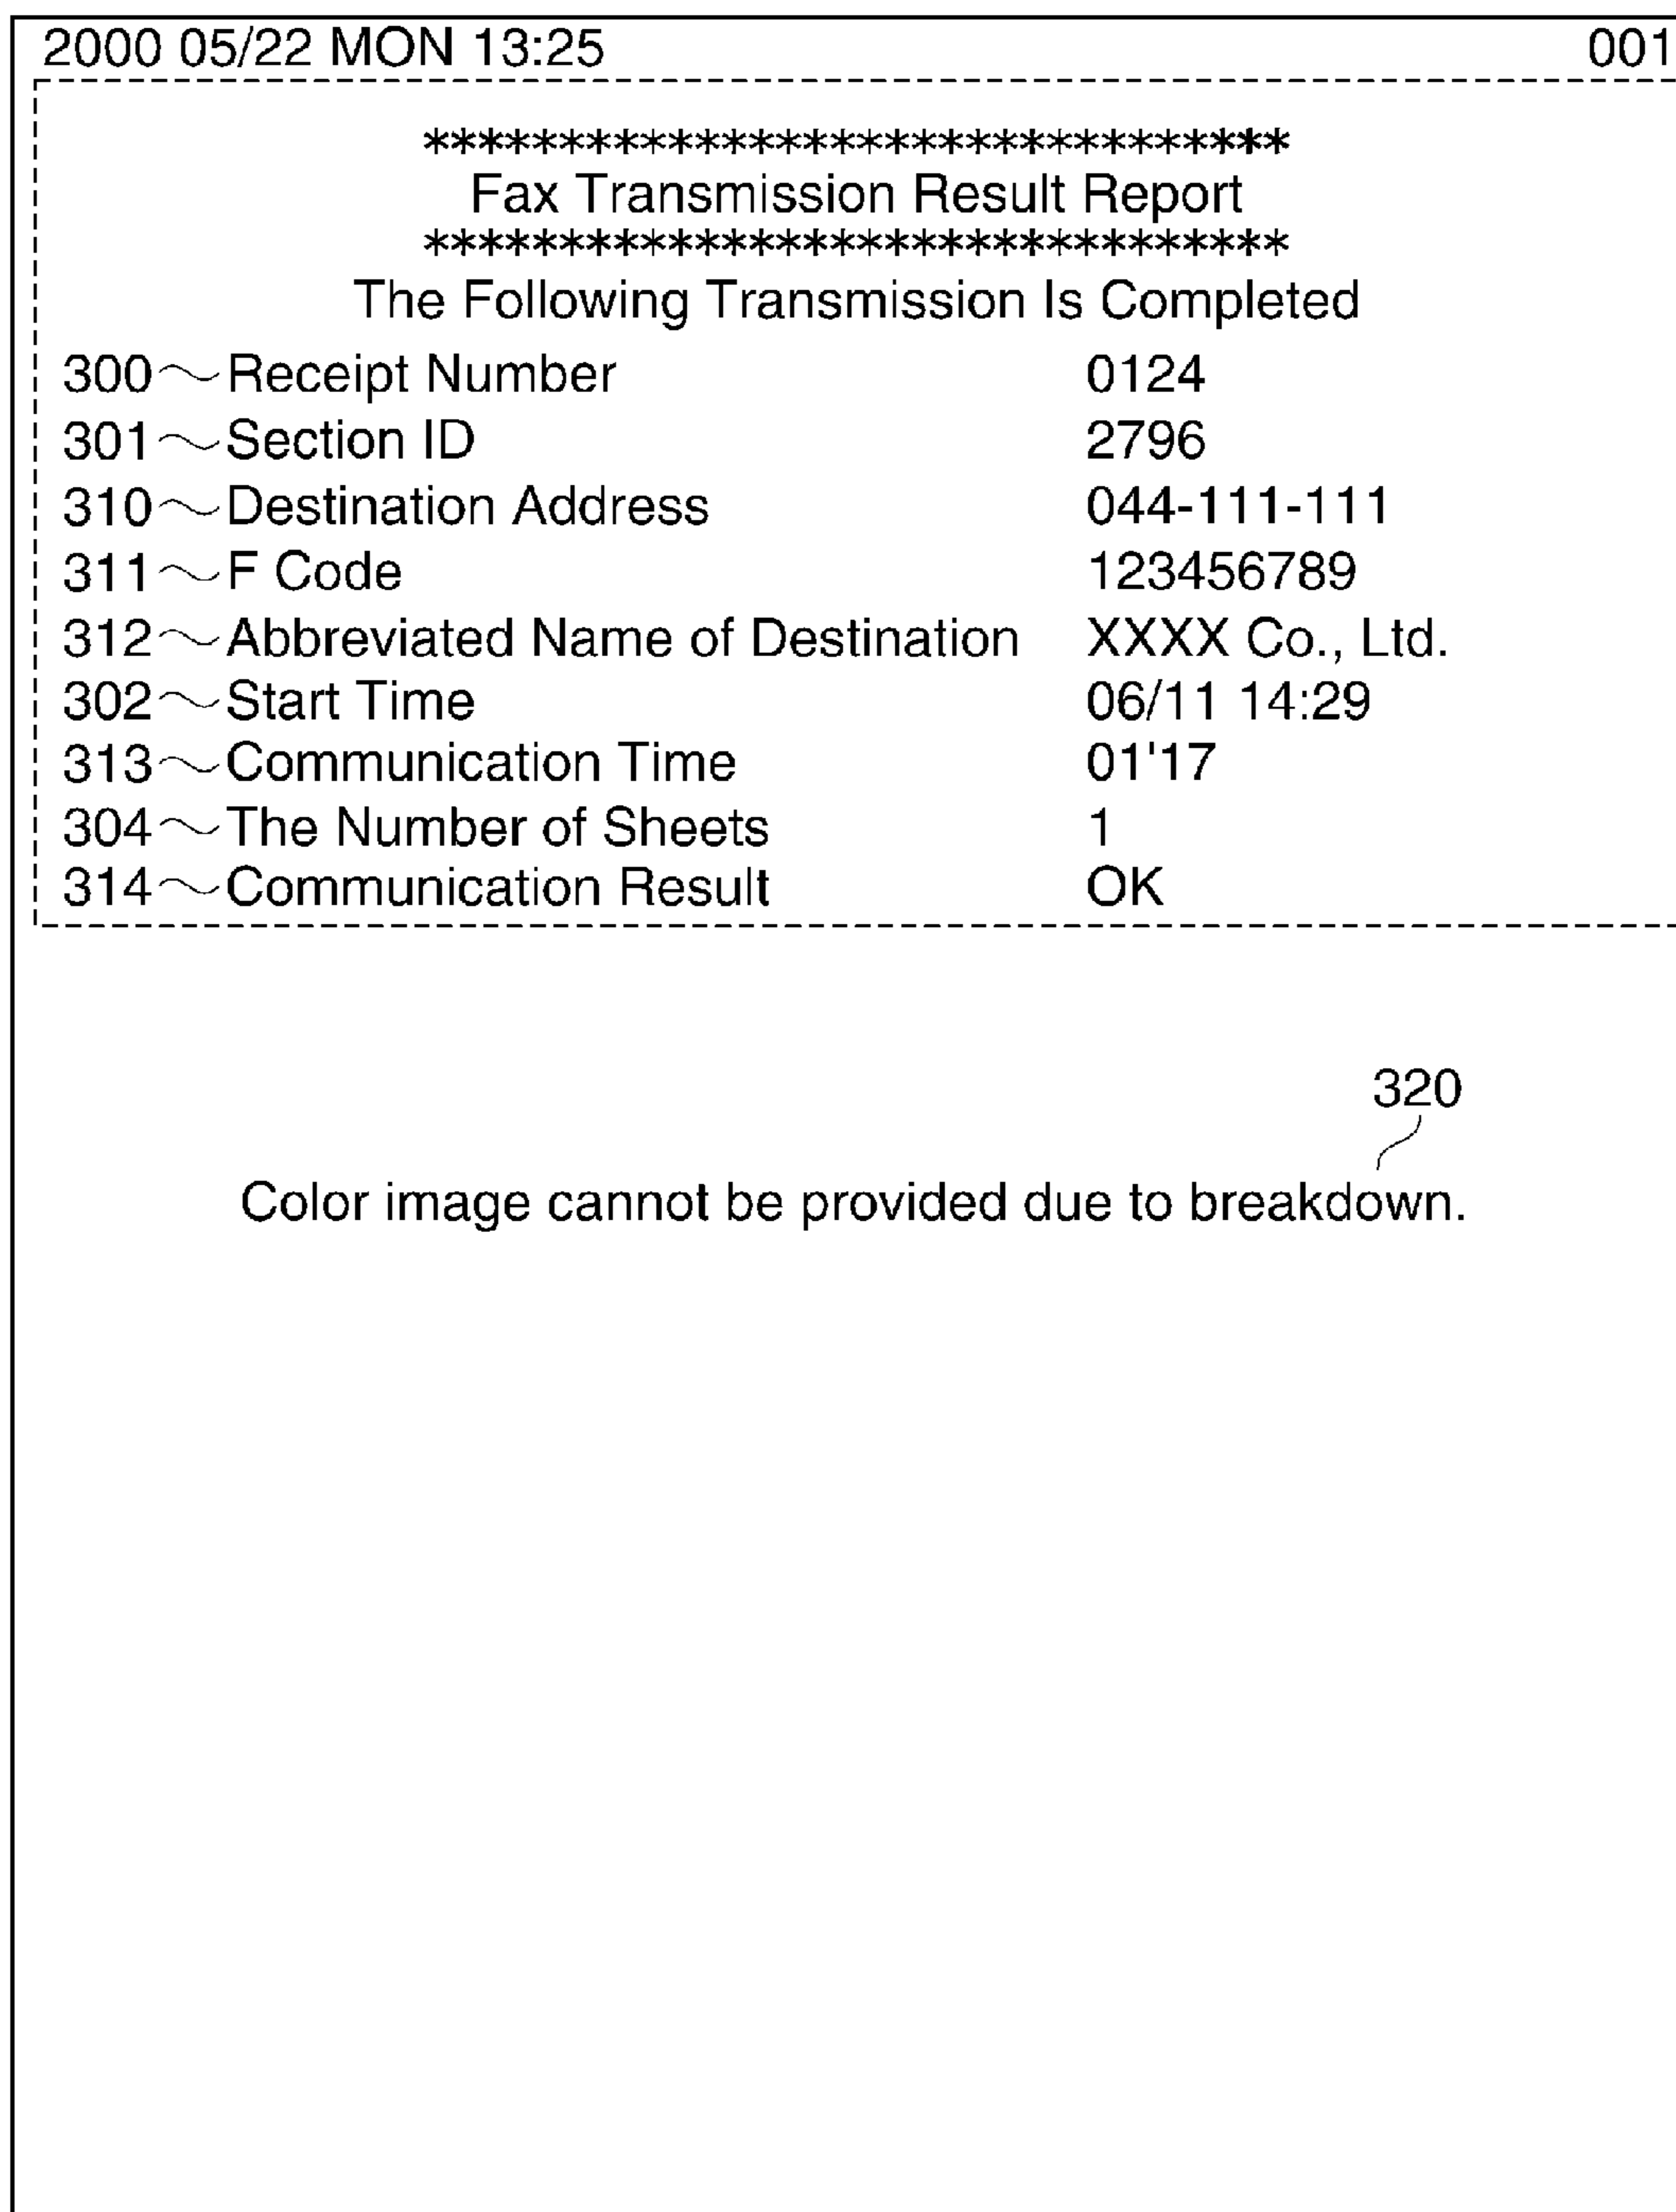 2000 05/22 MON 13:25 001
********************************
Fax Transmission Result Report
********************************
The Following Transmission Is Completed
300 Receipt Number 0124
301 Section ID 2796
310 Destination Address 044-111-111
311 F Code 123456789
312 Abbreviated Name of Destination XXXX Co., Ltd.
302 Start Time 06/11 14:29
313 Communication Time 01'17
304 The Number of Sheets 1
314 Communication Result OK
320
Color image cannot be provided due to breakdown.